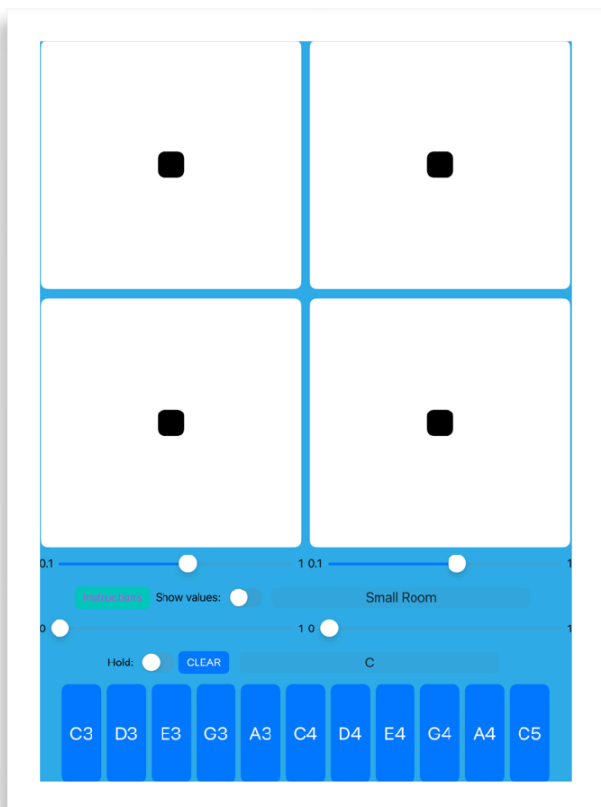 0.1 1 0.1 1
Instructions Show values: Small Room
0 1 0 1
Hold: CLEAR C
C3 D3 E3 G3 A3 C4 D4 E4 G4 A4 C5